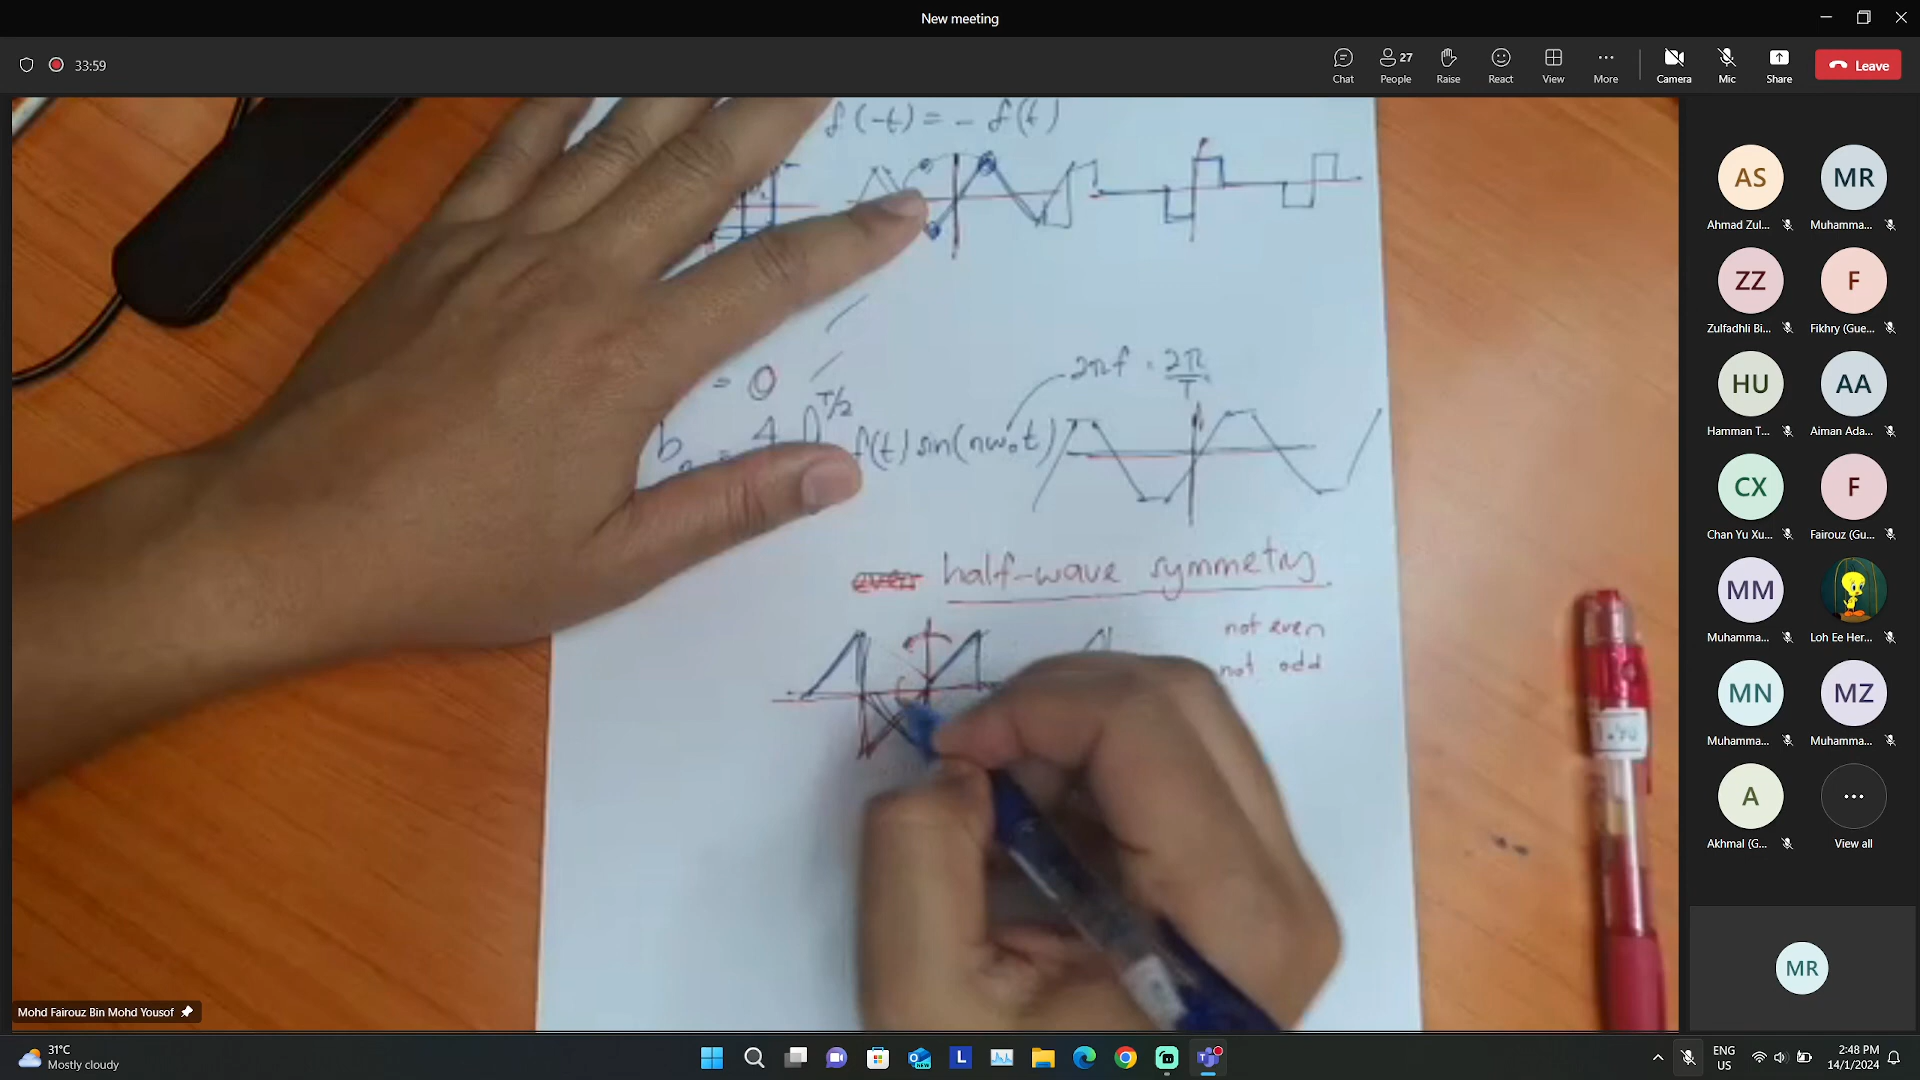 New meeting
33:59
Chat
People 27
Raise
React
View
More
Camera
Mic
Share
Leave
f(-t) = - f(t)
= 0
2πf = 2π/T
b = 4 T/2 f(t) sin(nω₀t)
even half-wave symmetry
not even
not odd
1.40
AS MR
Ahmad Zul... Muhamma...
ZZ F
Zulfadhli Bi... Fikhry (Gue...
HU AA
Hamman T... Aiman Ada...
CX F
Chan Yu Xu... Fairouz (Gu...
MM
Muhamma... Loh Ee Her...
MN MZ
Muhamma... Muhamma...
A ...
Akhmal (G... View all
MR
Mohd Fairouz Bin Mohd Yousof
31°C
Mostly cloudy
NEW
L
ENG
US
2:48 PM
14/1/2024